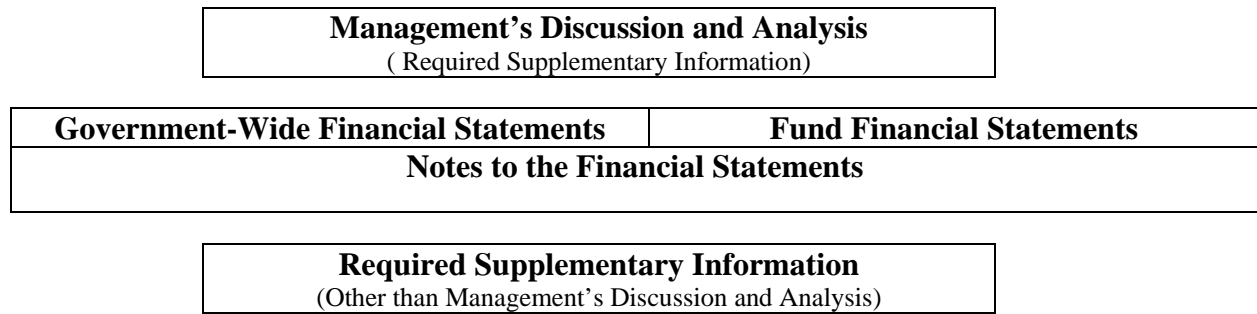 Management’s Discussion and Analysis
( Required Supplementary Information)
Government-Wide Financial Statements Fund Financial Statements
Notes to the Financial Statements
Required Supplementary Information
(Other than Management’s Discussion and Analysis)